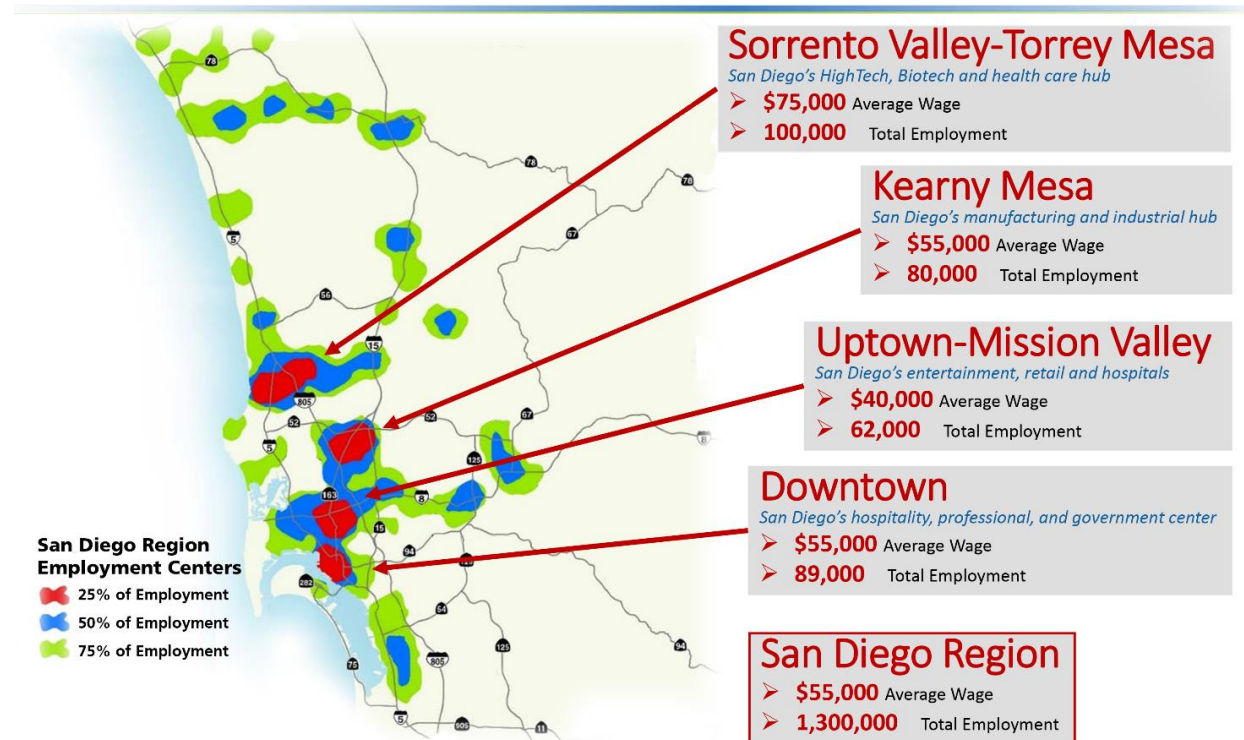 Sorrento Valley-Torrey Mesa
San Diego's HighTech, Biotech and health care hub
➢ $75,000 Average Wage
➢ 100,000 Total Employment
Kearny Mesa
San Diego's manufacturing and industrial hub
➢ $55,000 Average Wage
➢ 80,000 Total Employment
Uptown-Mission Valley
San Diego's entertainment, retail and hospitals
➢ $40,000 Average Wage
➢ 62,000 Total Employment
Downtown
San Diego's hospitality, professional, and government center
➢ $55,000 Average Wage
➢ 89,000 Total Employment
San Diego Region
➢ $55,000 Average Wage
➢ 1,300,000 Total Employment
San Diego Region
Employment Centers
25% of Employment
50% of Employment
75% of Employment
78
78
78
5
67
56
15
805
52
52
67
5
125
8
163
8
15
94
282
54
125
94
75
805
5
905
11